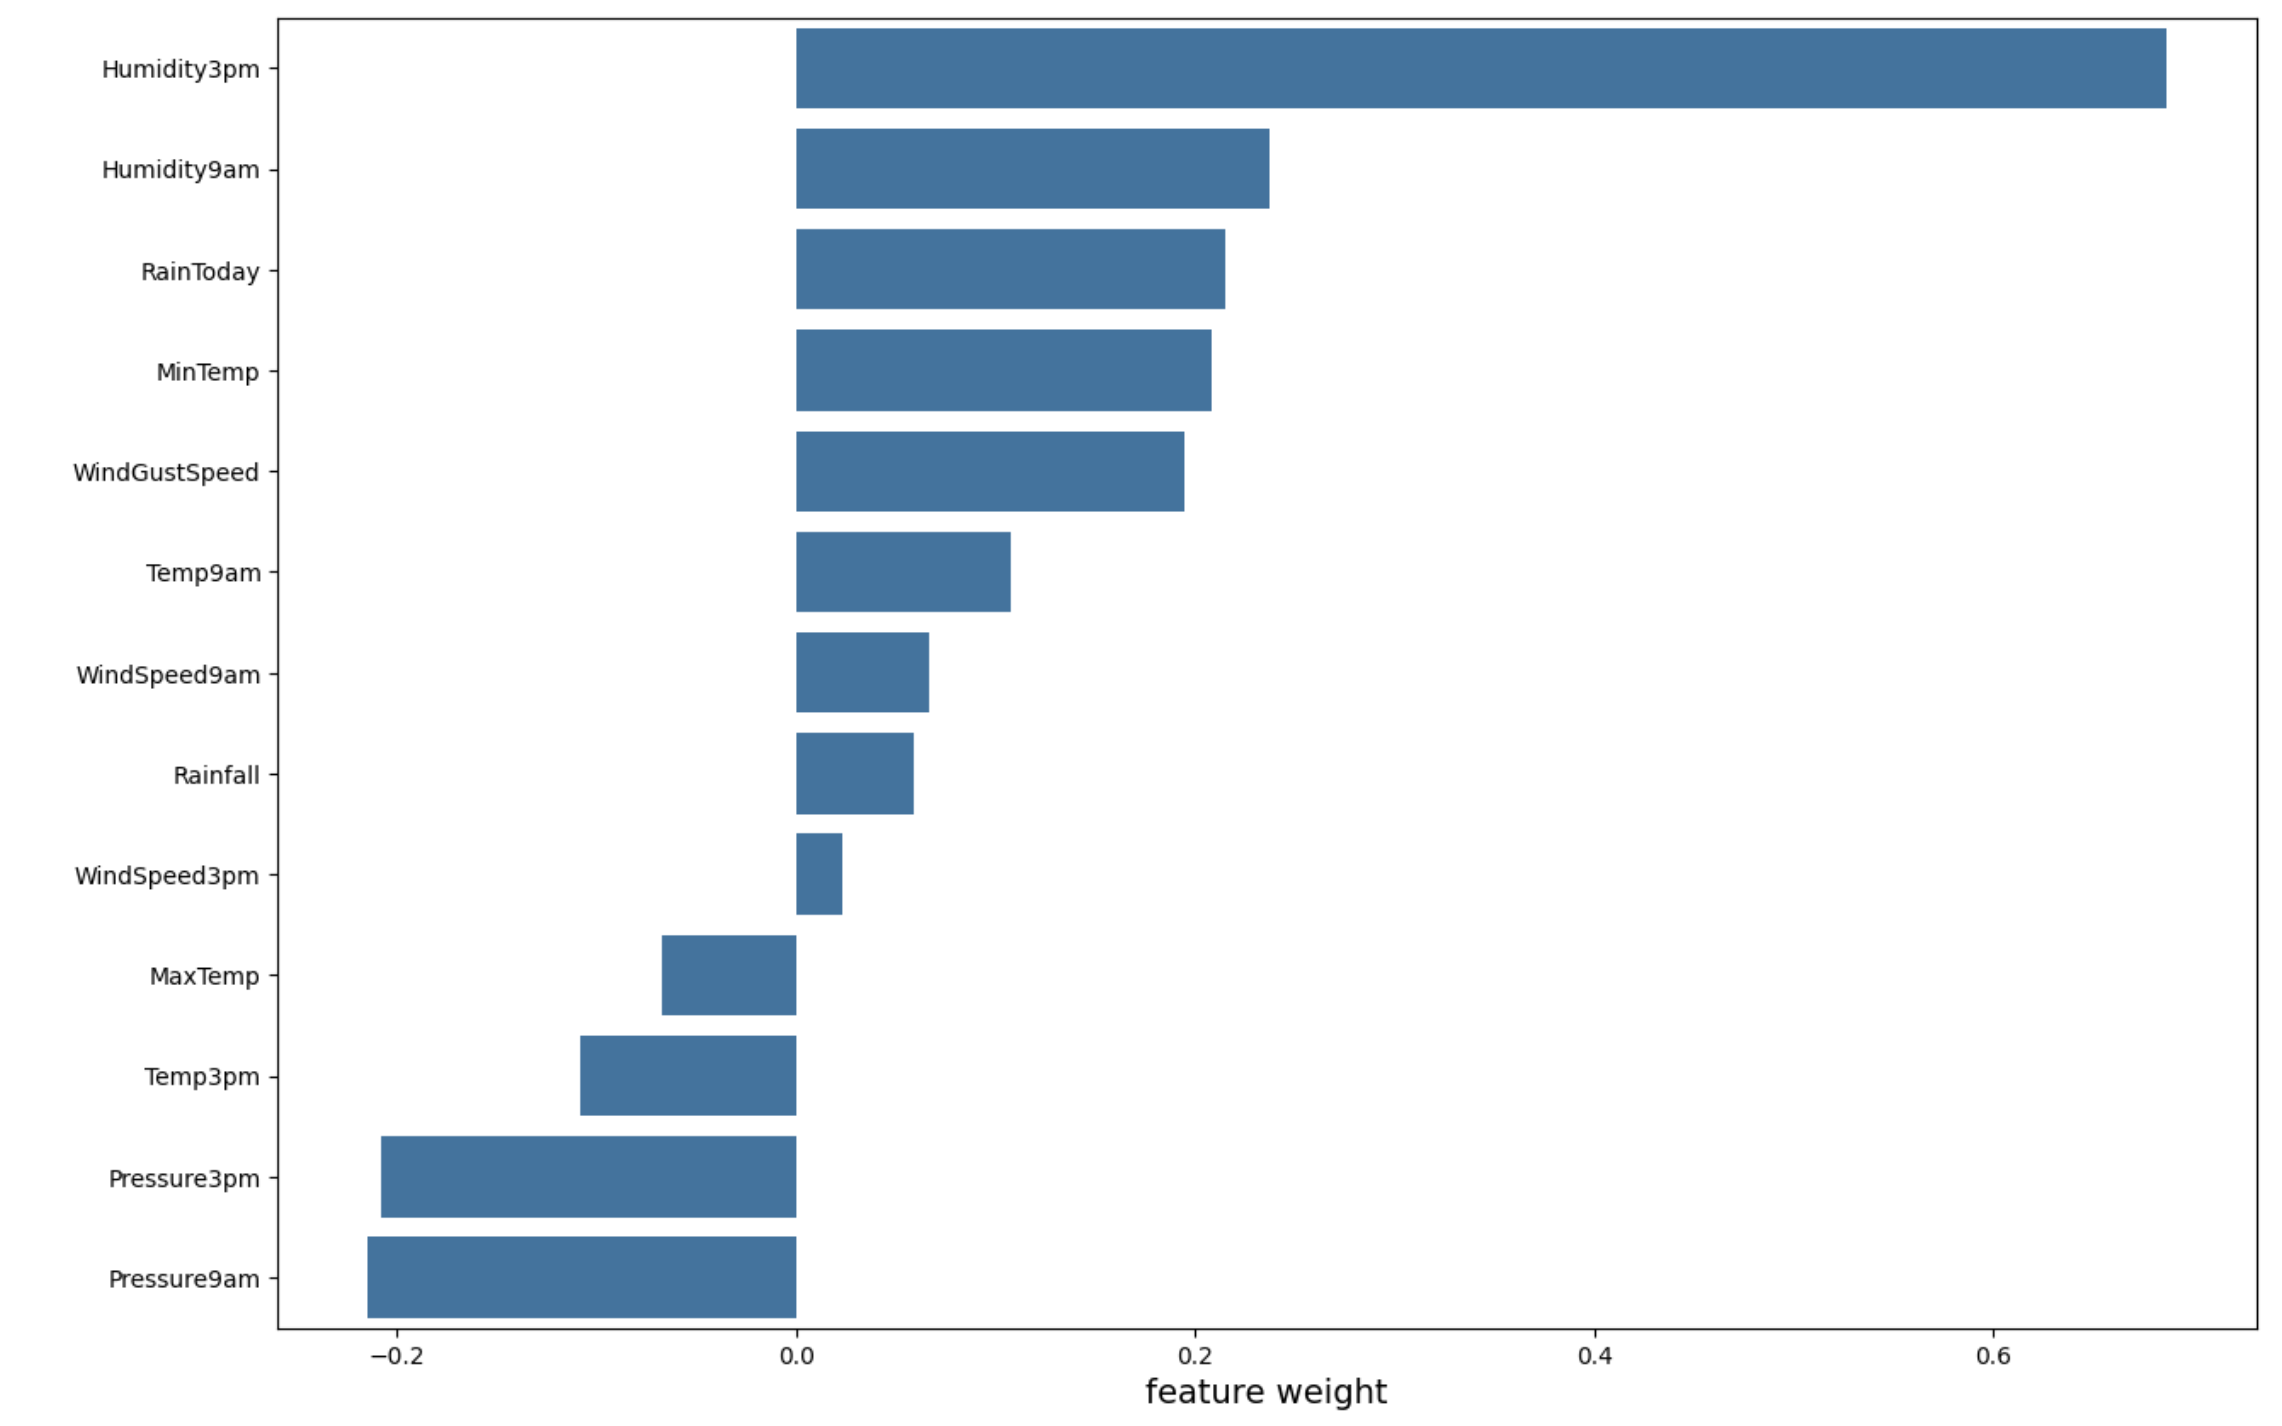 Humidity3pm
Humidity9am
RainToday
MinTemp
WindGustSpeed
Temp9am
WindSpeed9am
Rainfall
WindSpeed3pm
MaxTemp
Temp3pm
Pressure3pm
Pressure9am
−0.2 0.0 0.2 0.4 0.6
feature weight